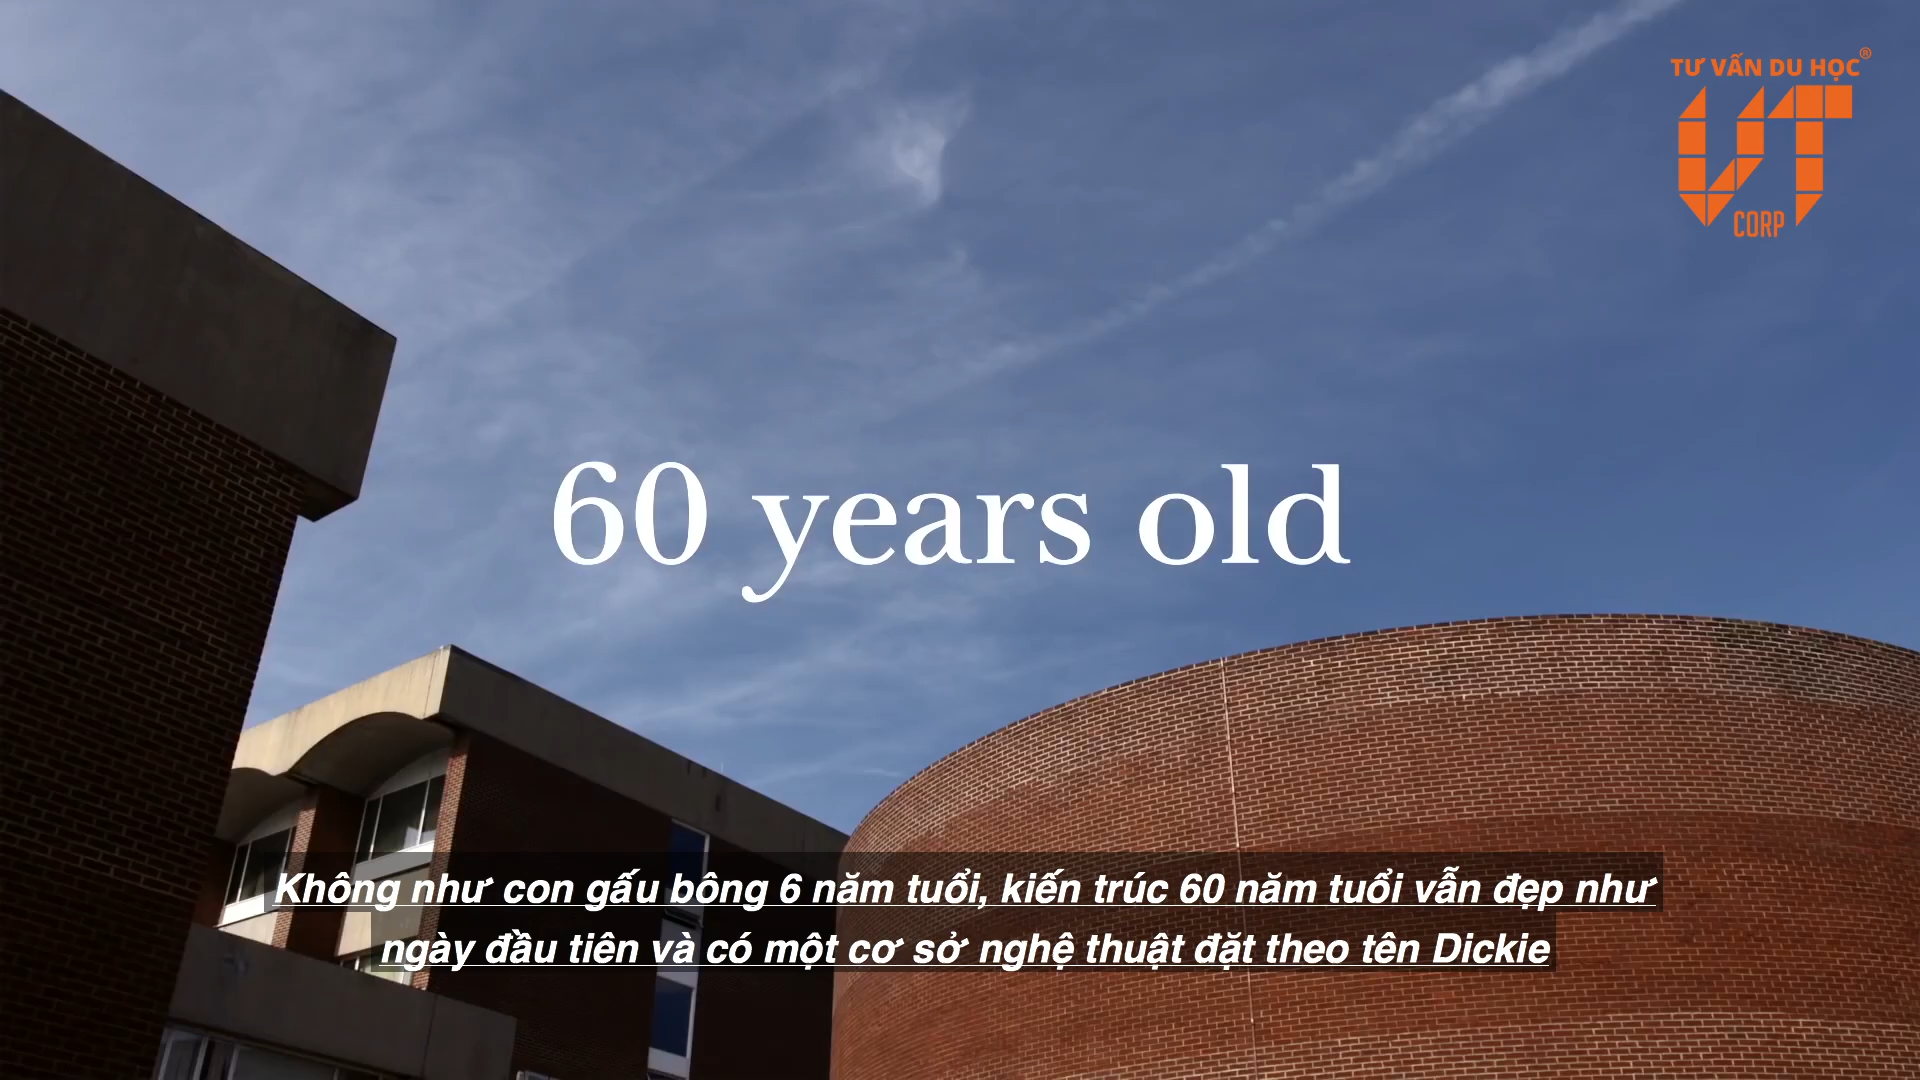 TƯ VẤN DU HỌC®
VT
CORP
60 years old
Không như con gấu bông 6 năm tuổi, kiến trúc 60 năm tuổi vẫn đẹp như
ngày đầu tiên và có một cơ sở nghệ thuật đặt theo tên Dickie